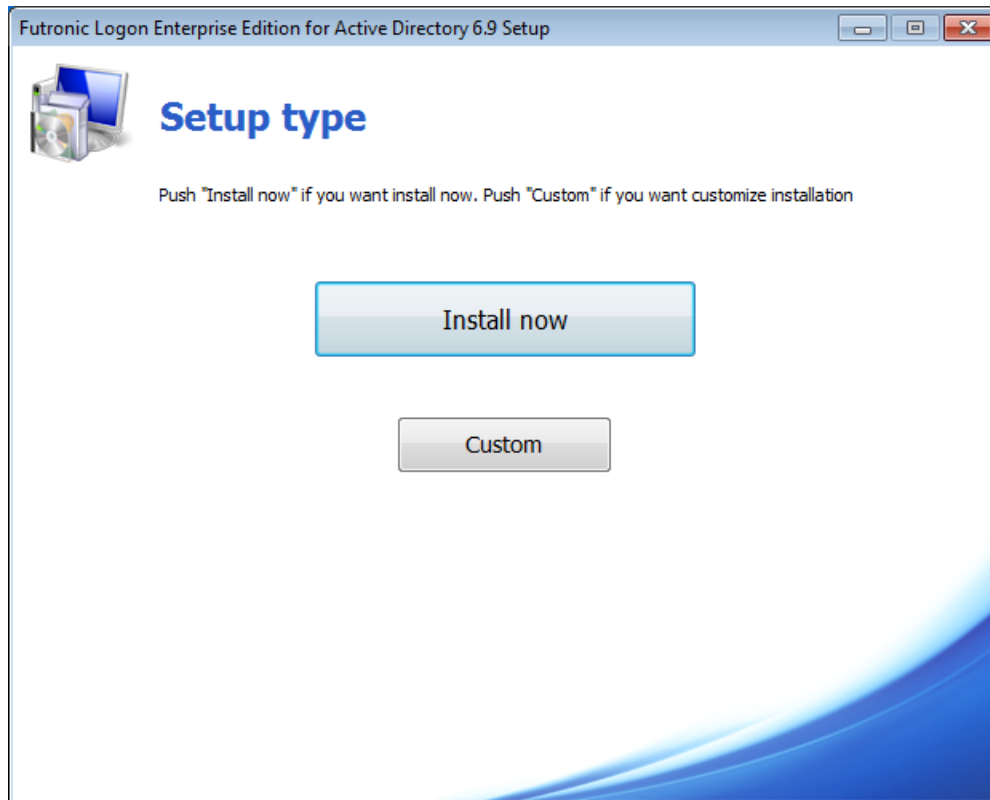 Futronic Logon Enterprise Edition for Active Directory 6.9 Setup
Setup type
Push "Install now" if you want install now. Push "Custom" if you want customize installation
Install now
Custom